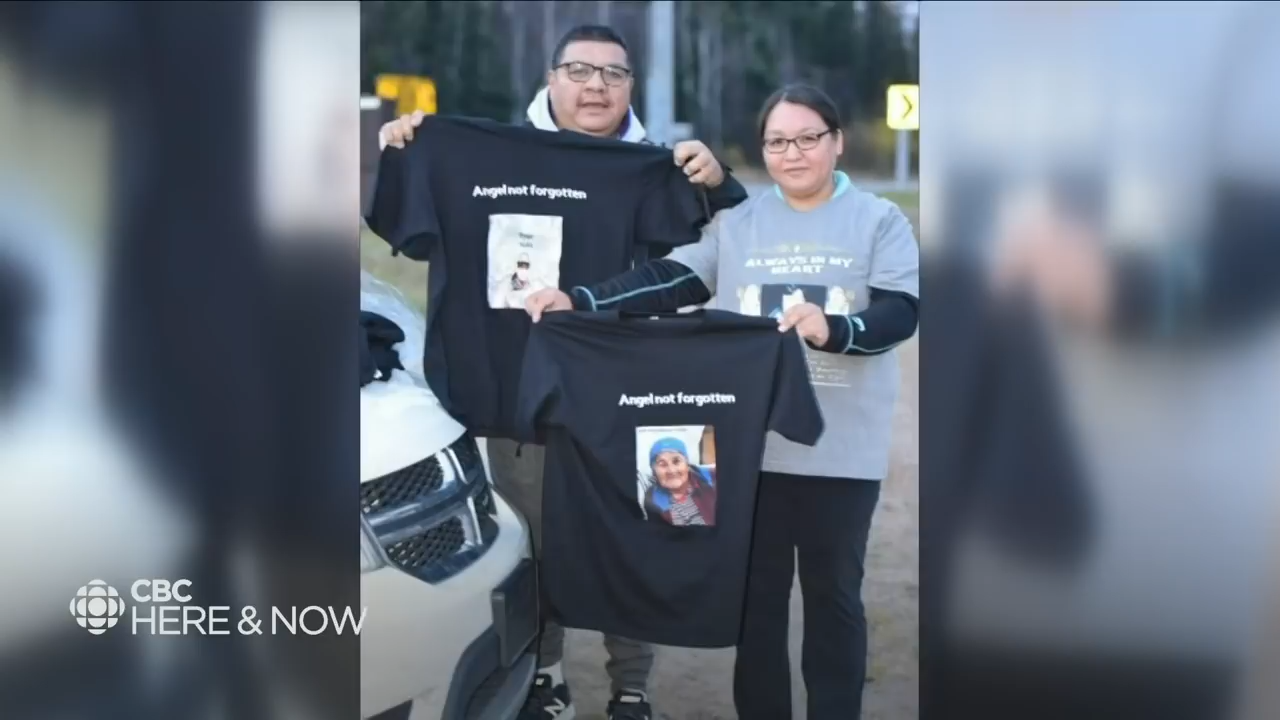 Angel not forgotten
ALWAYS IN MY
HEART
Angel not forgotten
CBC
HERE & NOW